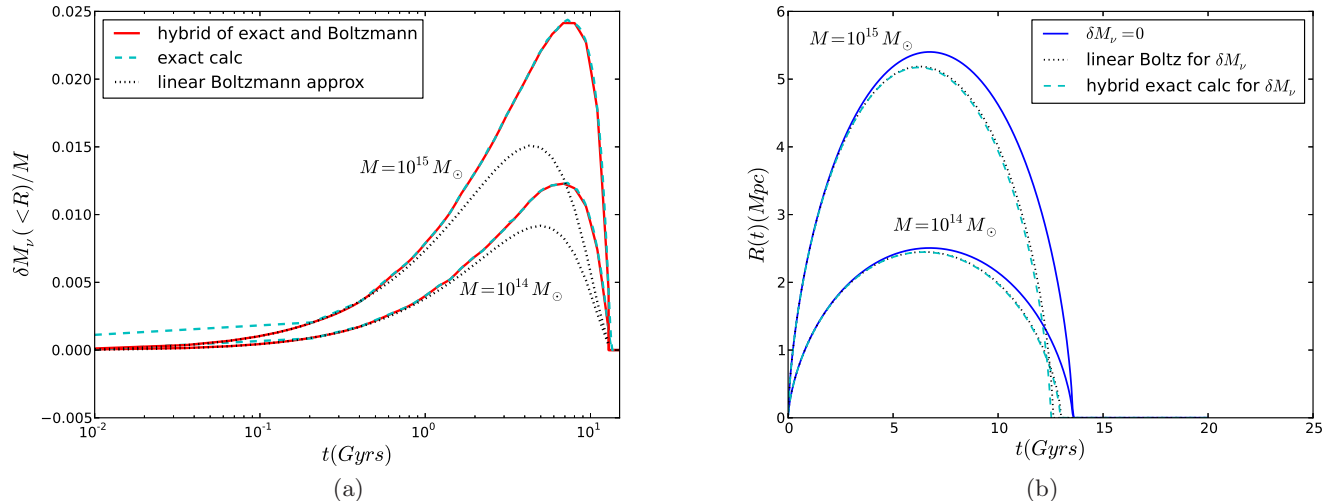 0.025
0.020
0.015
0.010
0.005
0.000
−0.005
δM_ν(<R)/M
hybrid of exact and Boltzmann
exact calc
linear Boltzmann approx
M=10^15 M_⊙
M=10^14 M_⊙
10^-2 10^-1 10^0 10^1
t(Gyrs)
(a)
6
5
4
3
2
1
0
R(t)(Mpc)
M=10^15 M_⊙
δM_ν=0
linear Boltz for δM_ν
hybrid exact calc for δM_ν
M=10^14 M_⊙
0 5 10 15 20 25
t(Gyrs)
(b)